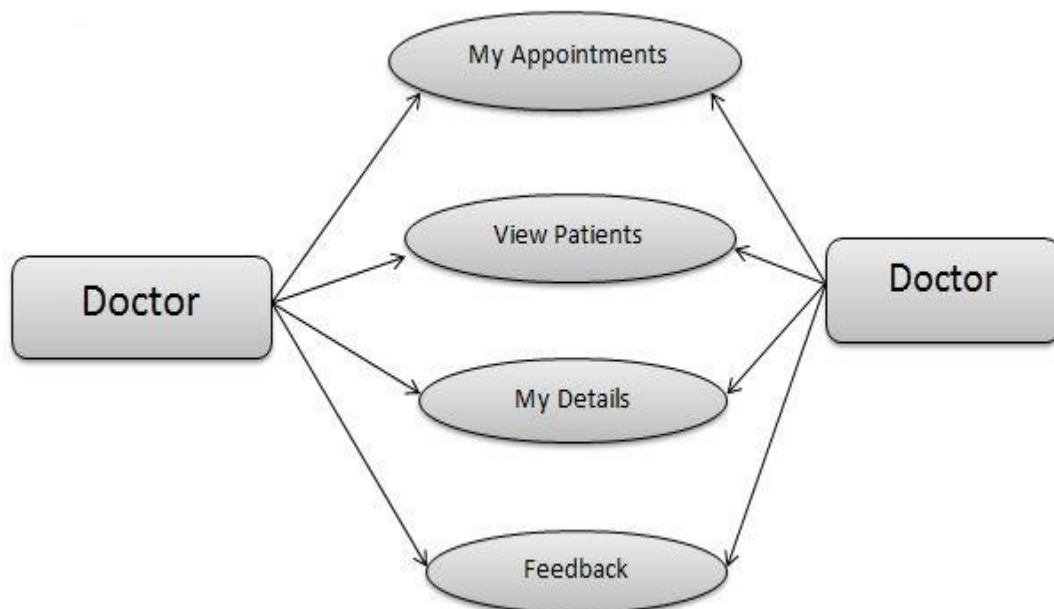 My Appointments
View Patients
Doctor
Doctor
My Details
Feedback